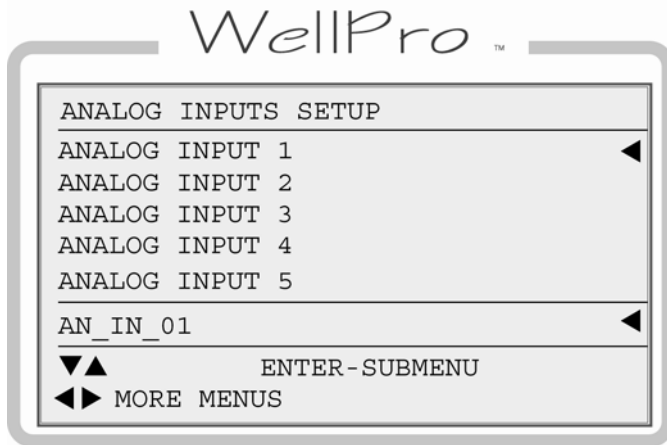 WellPro ™
ANALOG INPUTS SETUP
ANALOG INPUT 1 ◀
ANALOG INPUT 2
ANALOG INPUT 3
ANALOG INPUT 4
ANALOG INPUT 5
AN_IN_01 ◀
▼▲ ENTER-SUBMENU
◀▶ MORE MENUS